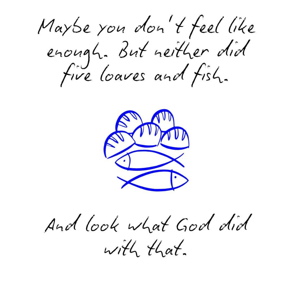 Maybe you don't feel like
enough. But neither did
five loaves and fish.
And look what God did
with that.